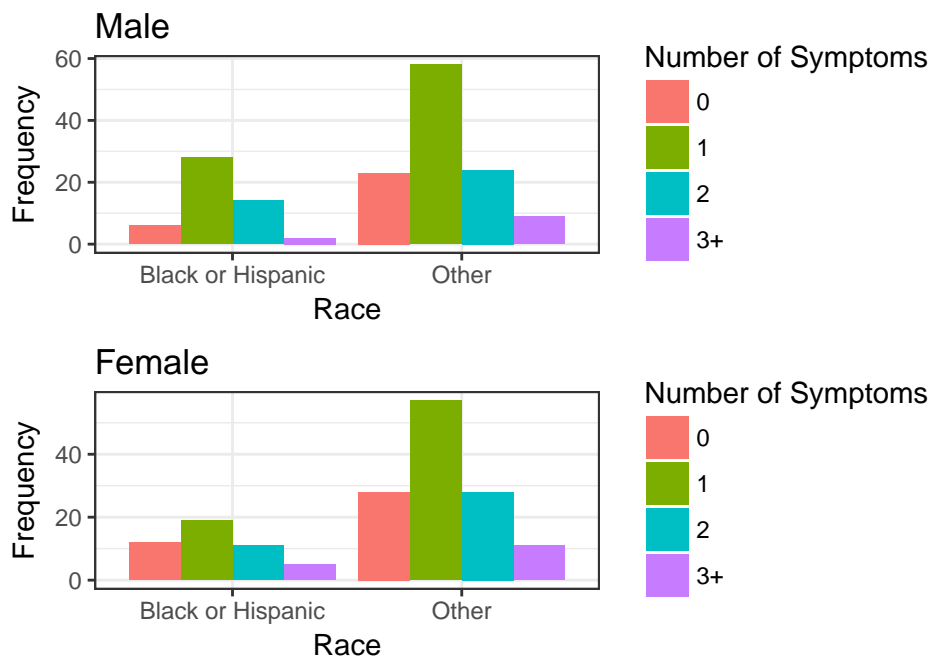 Male
Frequency
60
40
20
0
Black or Hispanic Other
Race
Number of Symptoms
0
1
2
3+
Female
Frequency
40
20
0
Black or Hispanic Other
Race
Number of Symptoms
0
1
2
3+